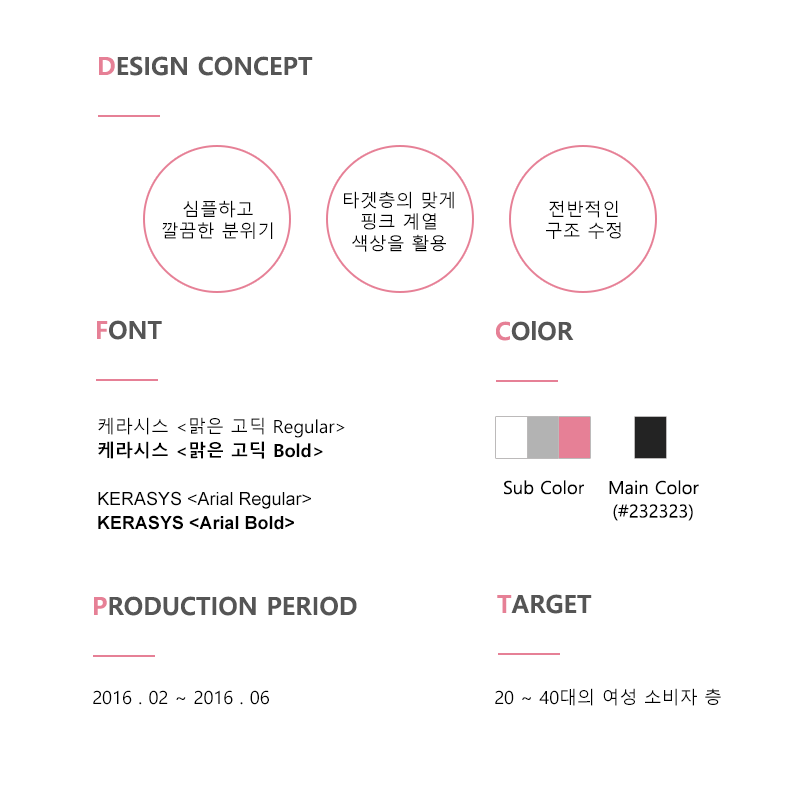 DESIGN CONCEPT
심플하고
깔끔한 분위기
타겟층의 맞게
핑크 계열
색상을 활용
전반적인
구조 수정
FONT
케라시스 <맑은 고딕 Regular>
케라시스 <맑은 고딕 Bold>
KERASYS <Arial Regular>
KERASYS <Arial Bold>
COlOR
Sub Color
Main Color
(#232323)
PRODUCTION PERIOD
2016 . 02 ~ 2016 . 06
TARGET
20 ~ 40대의 여성 소비자 층